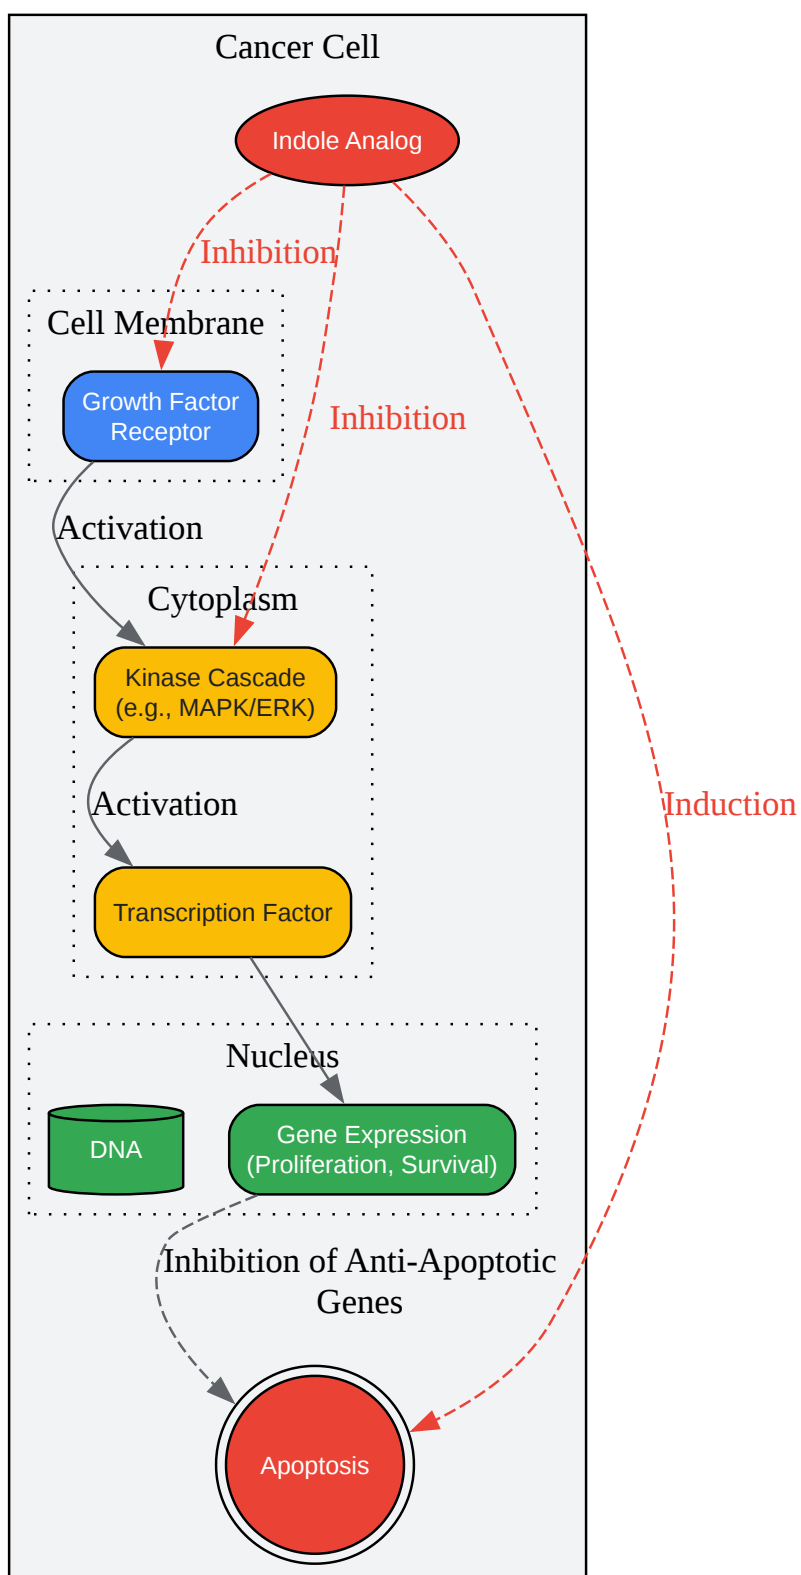 Cancer Cell
Indole Analog
Inhibition
Cell Membrane
Growth Factor
Receptor
Inhibition
Activation
Cytoplasm
Kinase Cascade
(e.g., MAPK/ERK)
Activation
Induction
Transcription Factor
Nucleus
DNA
Gene Expression
(Proliferation, Survival)
Inhibition of Anti-Apoptotic
Genes
Apoptosis